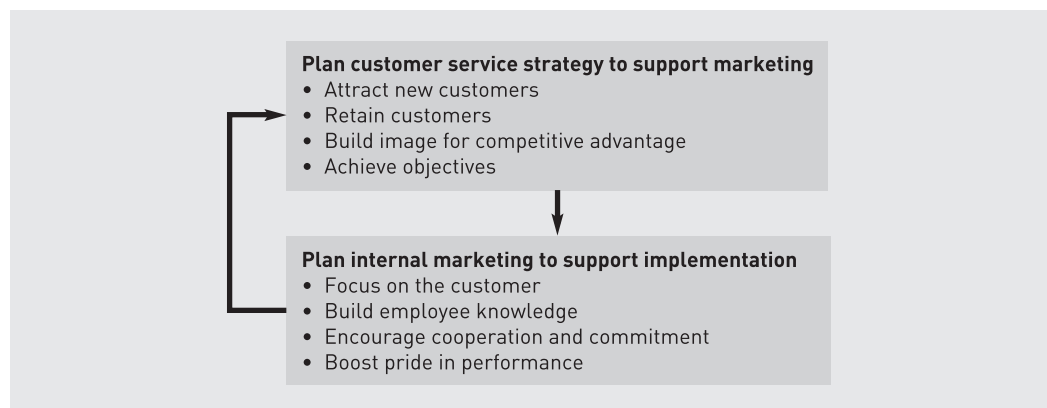 Plan customer service strategy to support marketing
• Attract new customers
• Retain customers
• Build image for competitive advantage
• Achieve objectives
Plan internal marketing to support implementation
• Focus on the customer
• Build employee knowledge
• Encourage cooperation and commitment
• Boost pride in performance